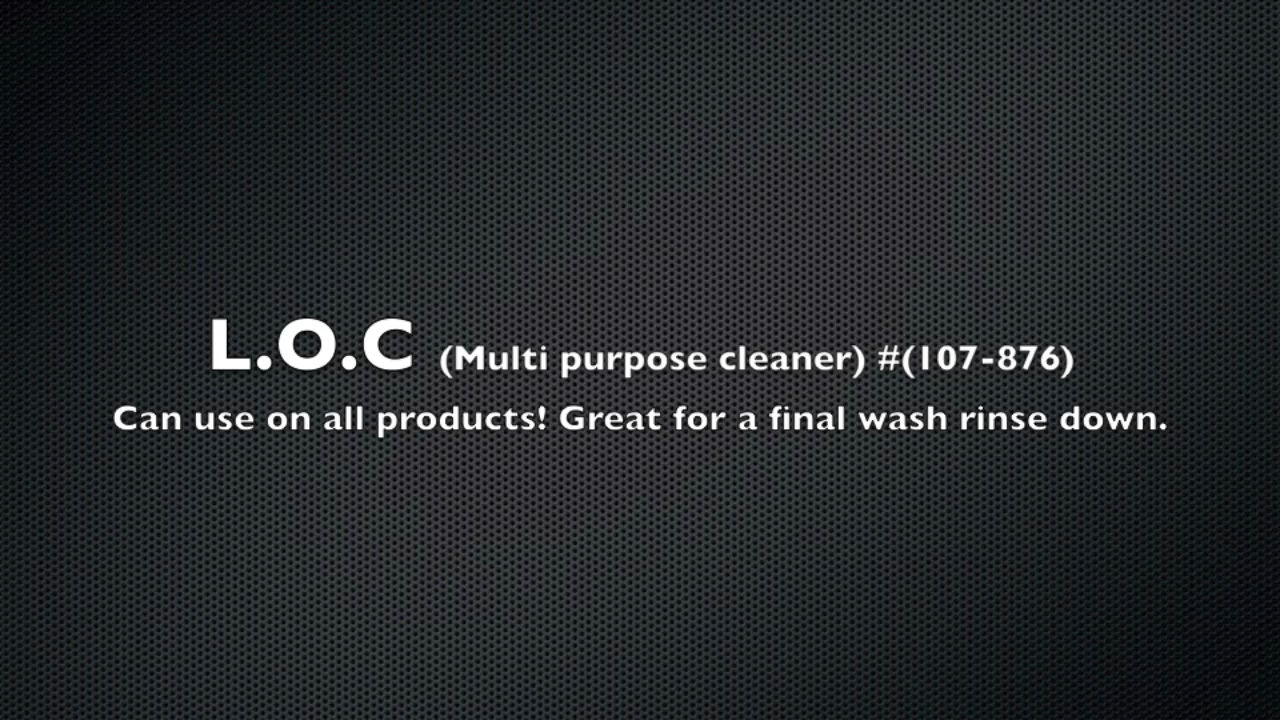 L.O.C (Multi purpose cleaner) #(107-876)
Can use on all products! Great for a final wash rinse down.